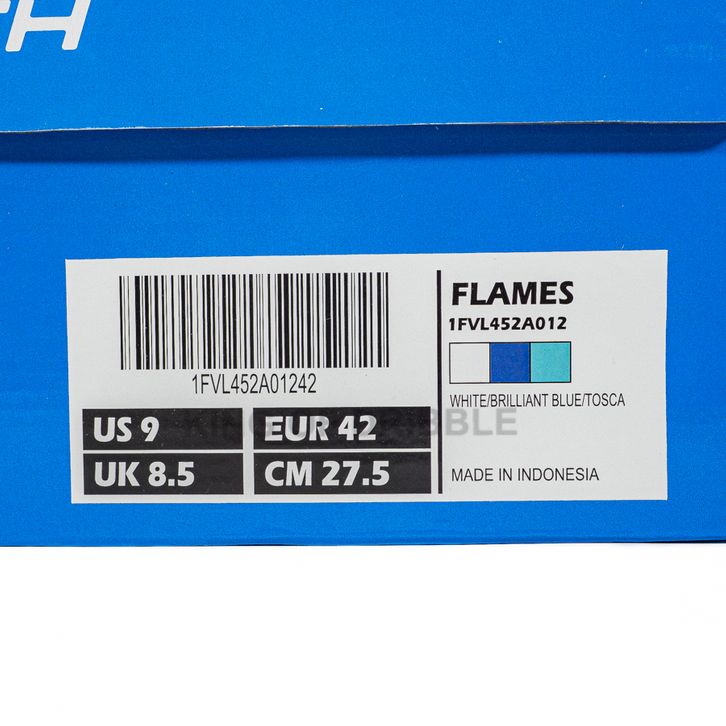 TH
1FVL452A01242
US 9
EUR 42
UK 8.5
CM 27.5
FLAMES
1FVL452A012
WHITE/BRILLIANT BLUE/TOSCA
MADE IN INDONESIA